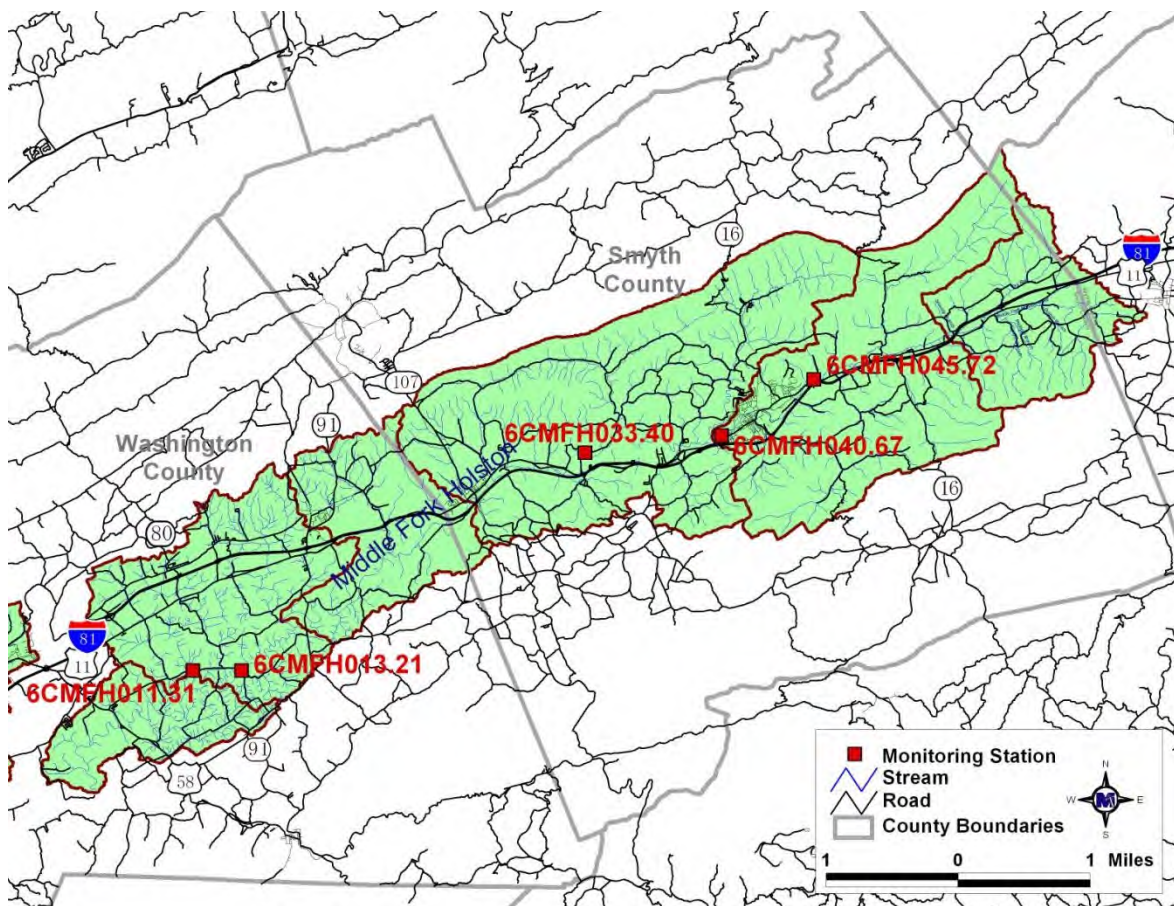 16
Smyth
County
81
11
6CMFH045.72
107
6CMFH033.40
6CMFH040.67
91
Washington
County
Middle Fork Holston
16
80
81
11
6CMFH013.21
6CMFH011.31
91
58
Monitoring Station
Stream
Road
County Boundaries
N
W
M
E
S
1
0
1
Miles